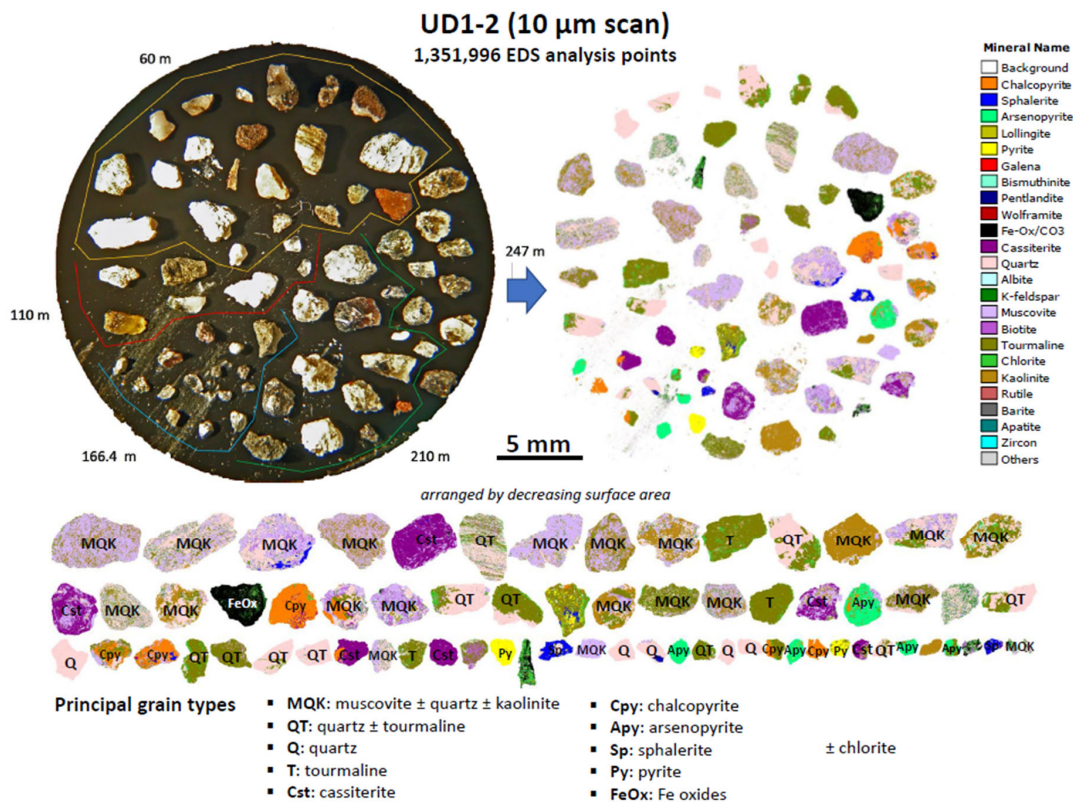 UD1-2 (10 µm scan)
1,351,996 EDS analysis points
60 m
110 m
166.4 m
210 m
247 m
5 mm
Mineral Name
Background
Chalcopyrite
Sphalerite
Arsenopyrite
Lollingite
Pyrite
Galena
Bismuthinite
Pentlandite
Wolframite
Fe-Ox/CO3
Cassiterite
Quartz
Albite
K-feldspar
Muscovite
Biotite
Tourmaline
Chlorite
Kaolinite
Rutile
Barite
Apatite
Zircon
Others
arranged by decreasing surface area
MQK MQK MQK MQK Cst QT MQK MQK MQK T QT MQK MQK MQK
Cst MQK MQK FeOx Cpy MQK MQK QT QT MQK MQK MQK T Cst Apy MQK QT
Q Cpy Cpy QT QT QT QT Cst MQK T Cst Py Sp MQK Q Q Apy QT Q Q Cpy Apy Cpy Py Cst QT Apy Apy Sp MQK
Principal grain types
▪ MQK: muscovite ± quartz ± kaolinite
▪ QT: quartz ± tourmaline
▪ Q: quartz
▪ T: tourmaline
▪ Cst: cassiterite
▪ Cpy: chalcopyrite
▪ Apy: arsenopyrite
▪ Sp: sphalerite
▪ Py: pyrite
▪ FeOx: Fe oxides
± chlorite